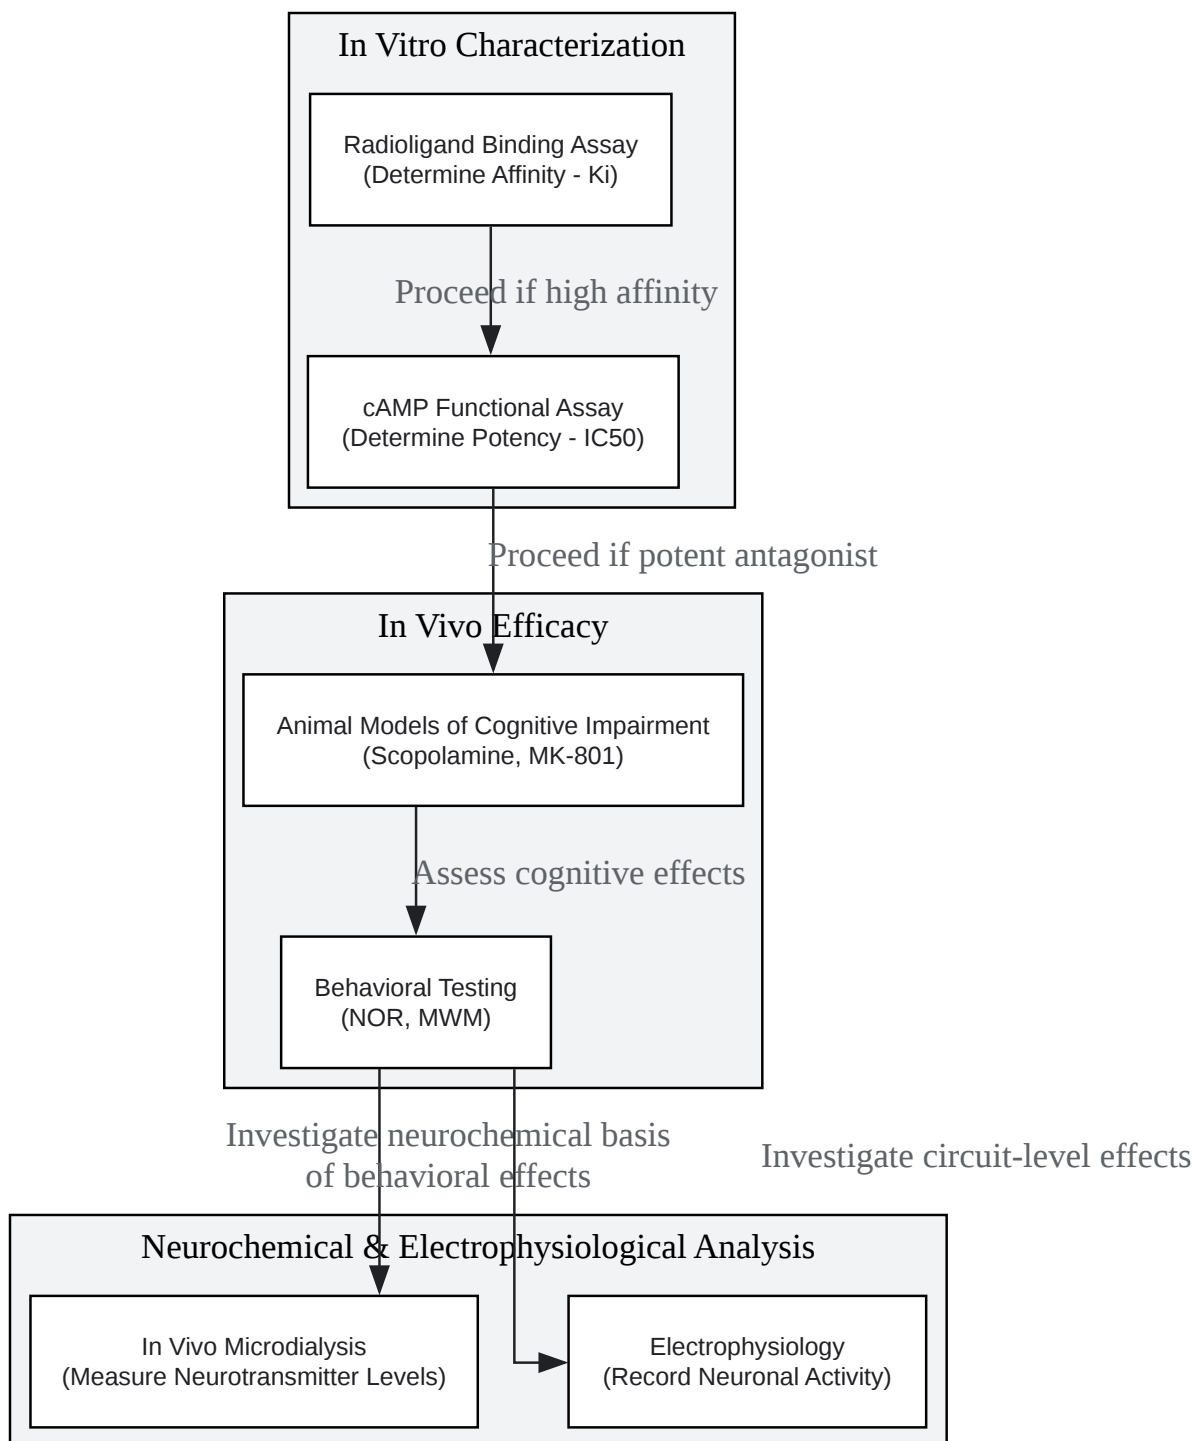 In Vitro Characterization
Radioligand Binding Assay
(Determine Affinity - Ki)
Proceed if high affinity
cAMP Functional Assay
(Determine Potency - IC50)
Proceed if potent antagonist
In Vivo Efficacy
Animal Models of Cognitive Impairment
(Scopolamine, MK-801)
Assess cognitive effects
Behavioral Testing
(NOR, MWM)
Investigate neurochemical basis
of behavioral effects
Investigate circuit-level effects
Neurochemical & Electrophysiological Analysis
In Vivo Microdialysis
(Measure Neurotransmitter Levels)
Electrophysiology
(Record Neuronal Activity)